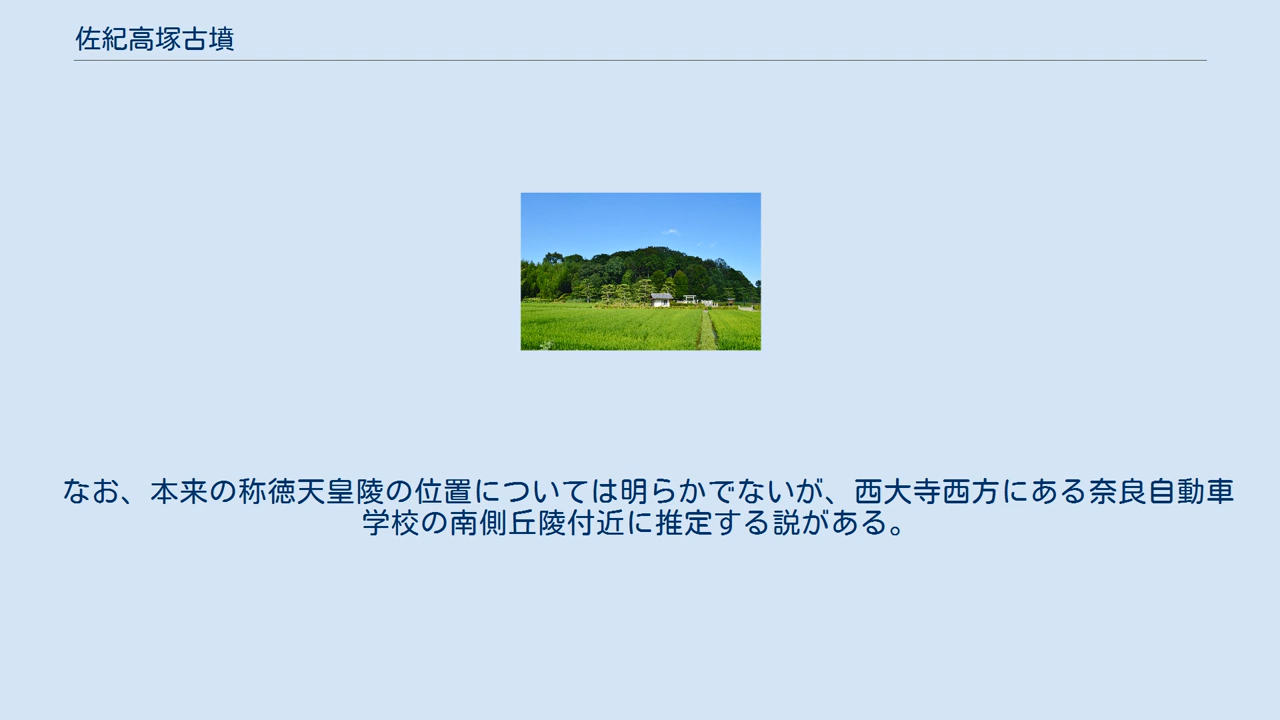 佐紀高塚古墳
なお、本来の称徳天皇陵の位置については明らかでないが、西大寺西方にある奈良自動車
学校の南側丘陵付近に推定する説がある。